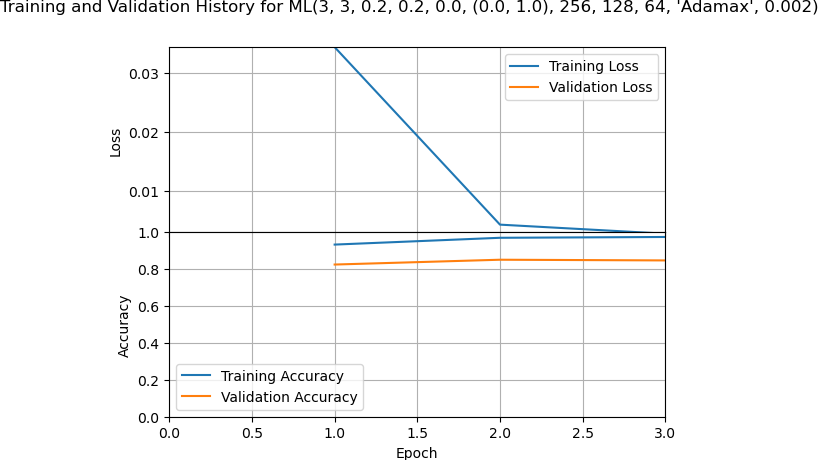 Training and Validation History for ML(3, 3, 0.2, 0.2, 0.0, (0.0, 1.0), 256, 128, 64, 'Adamax', 0.002)
Training Loss
Validation Loss
0.03
0.02
0.01
Loss
1.0
0.8
0.6
0.4
0.2
0.0
Accuracy
Training Accuracy
Validation Accuracy
0.0 0.5 1.0 1.5 2.0 2.5 3.0
Epoch